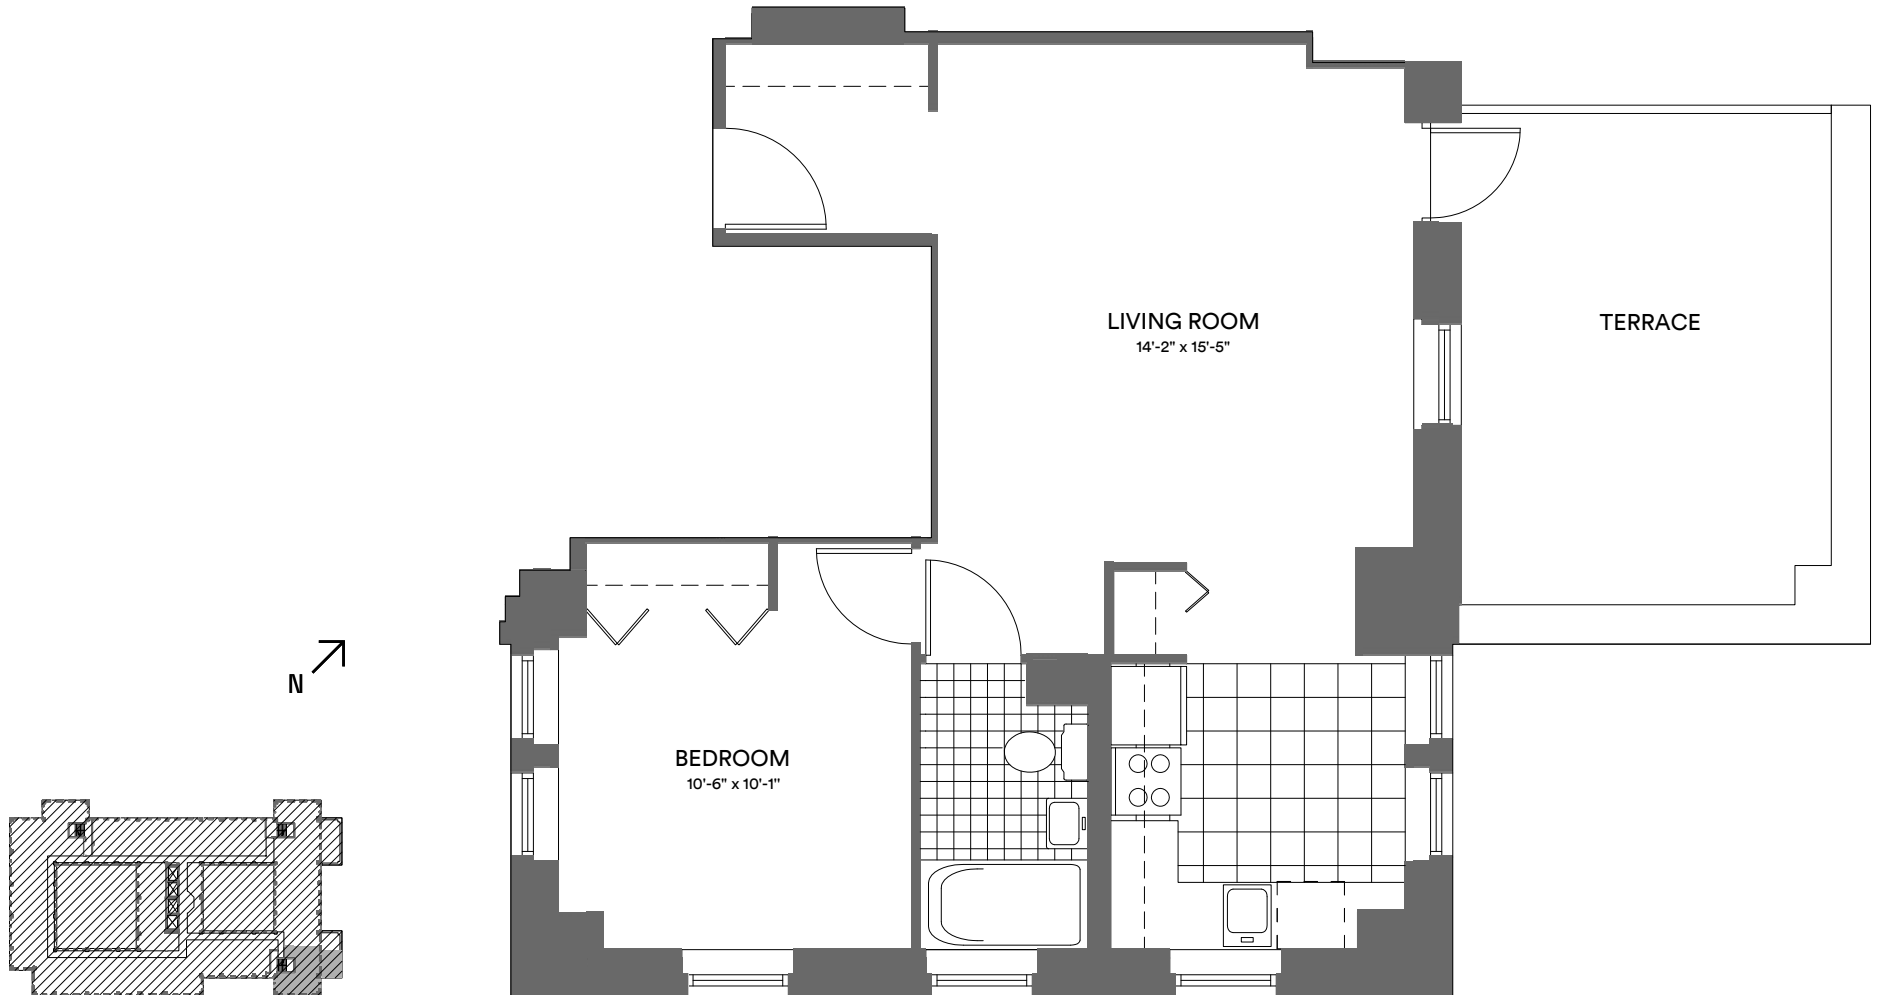 LIVING ROOM
14'-2" x 15'-5"
TERRACE
N
BEDROOM
10'-6" x 10'-1"